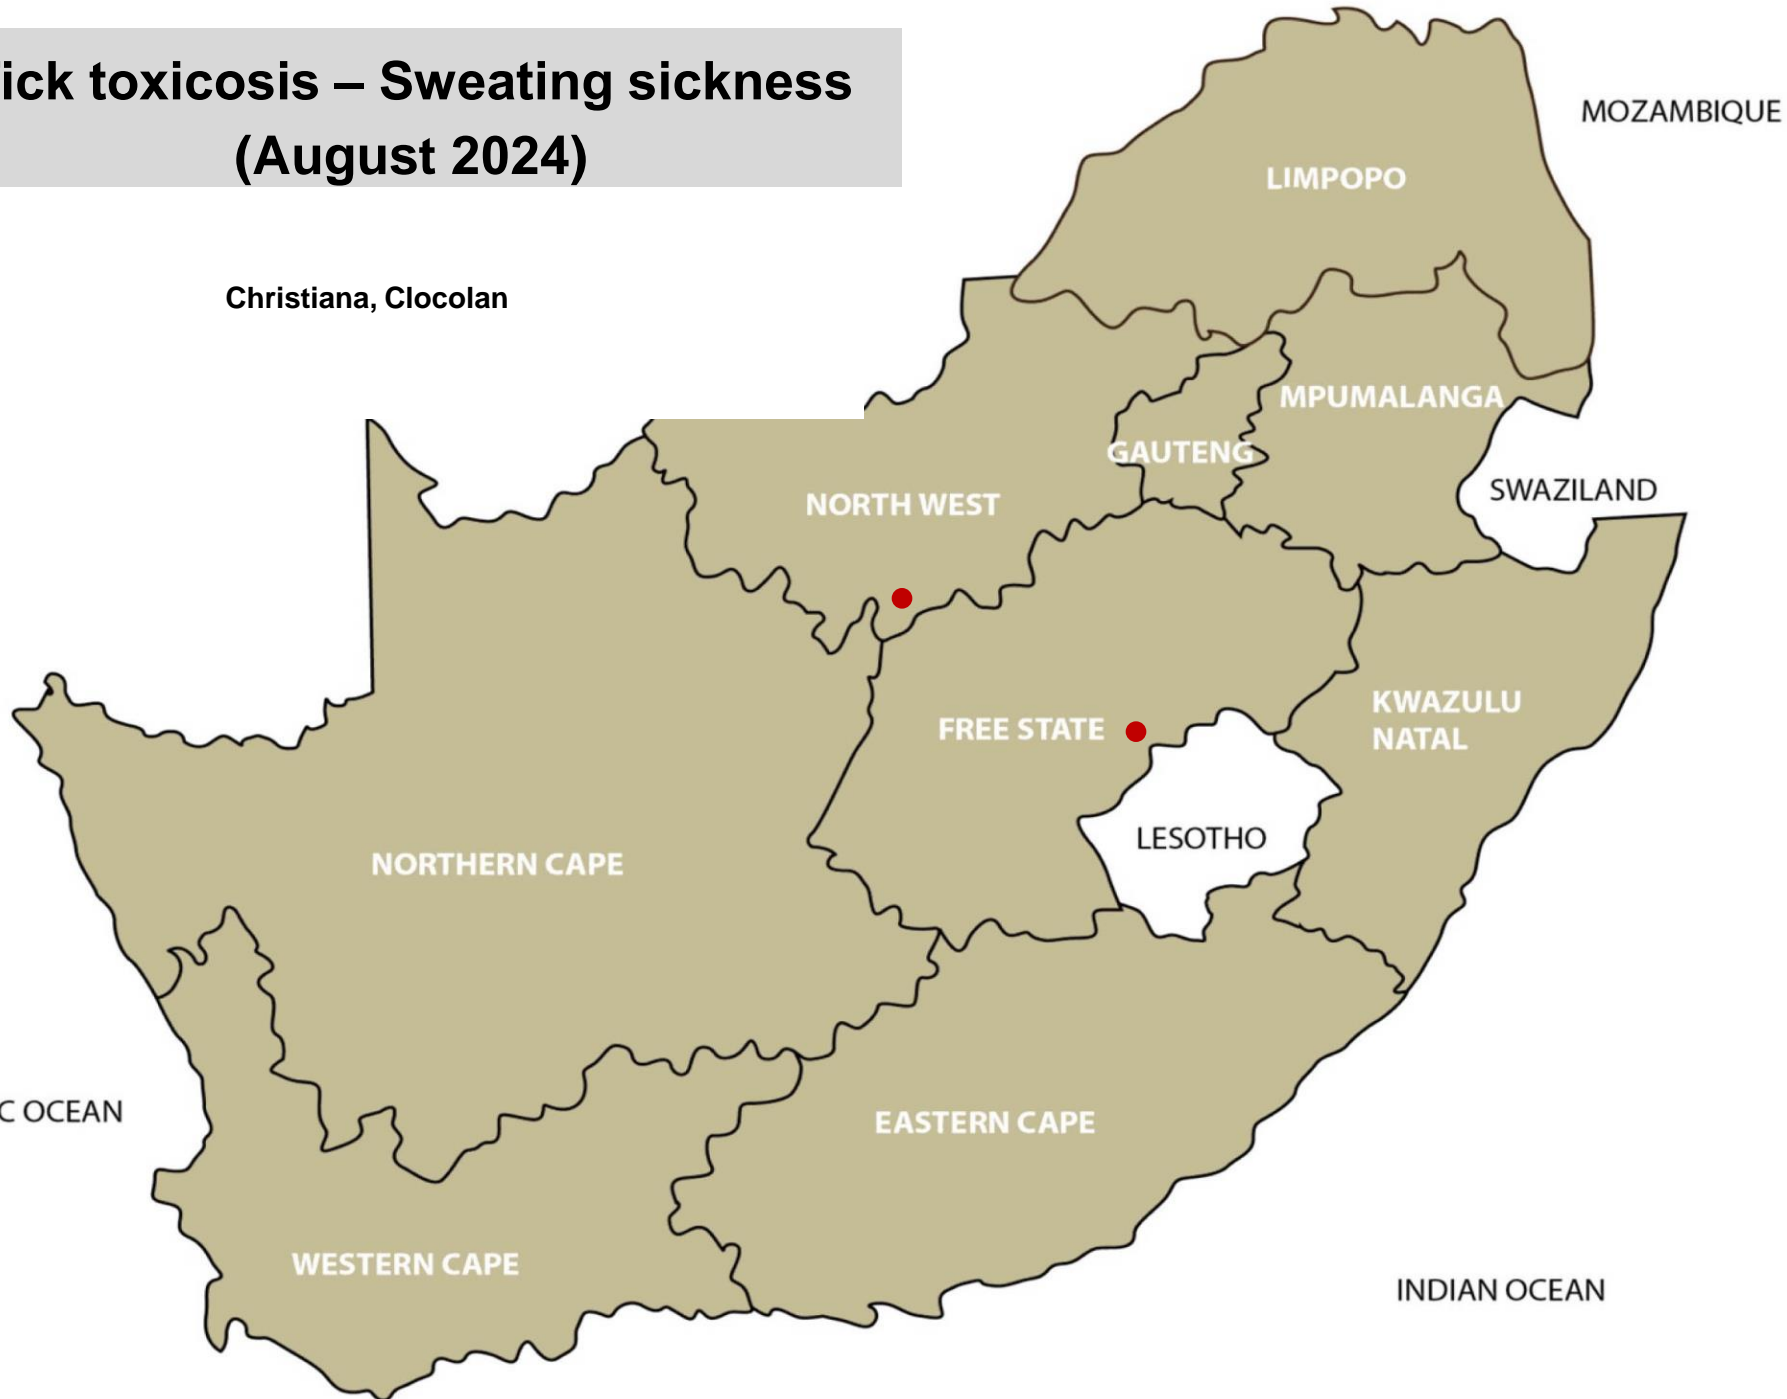 ick toxicosis – Sweating sickness
(August 2024)
MOZAMBIQUE
LIMPOPO
Christiana, Clocolan
MPUMALANGA
GAUTENG
SWAZILAND
NORTH WEST
KWAZULU
NATAL
FREE STATE
LESOTHO
NORTHERN CAPE
C OCEAN
EASTERN CAPE
WESTERN CAPE
INDIAN OCEAN